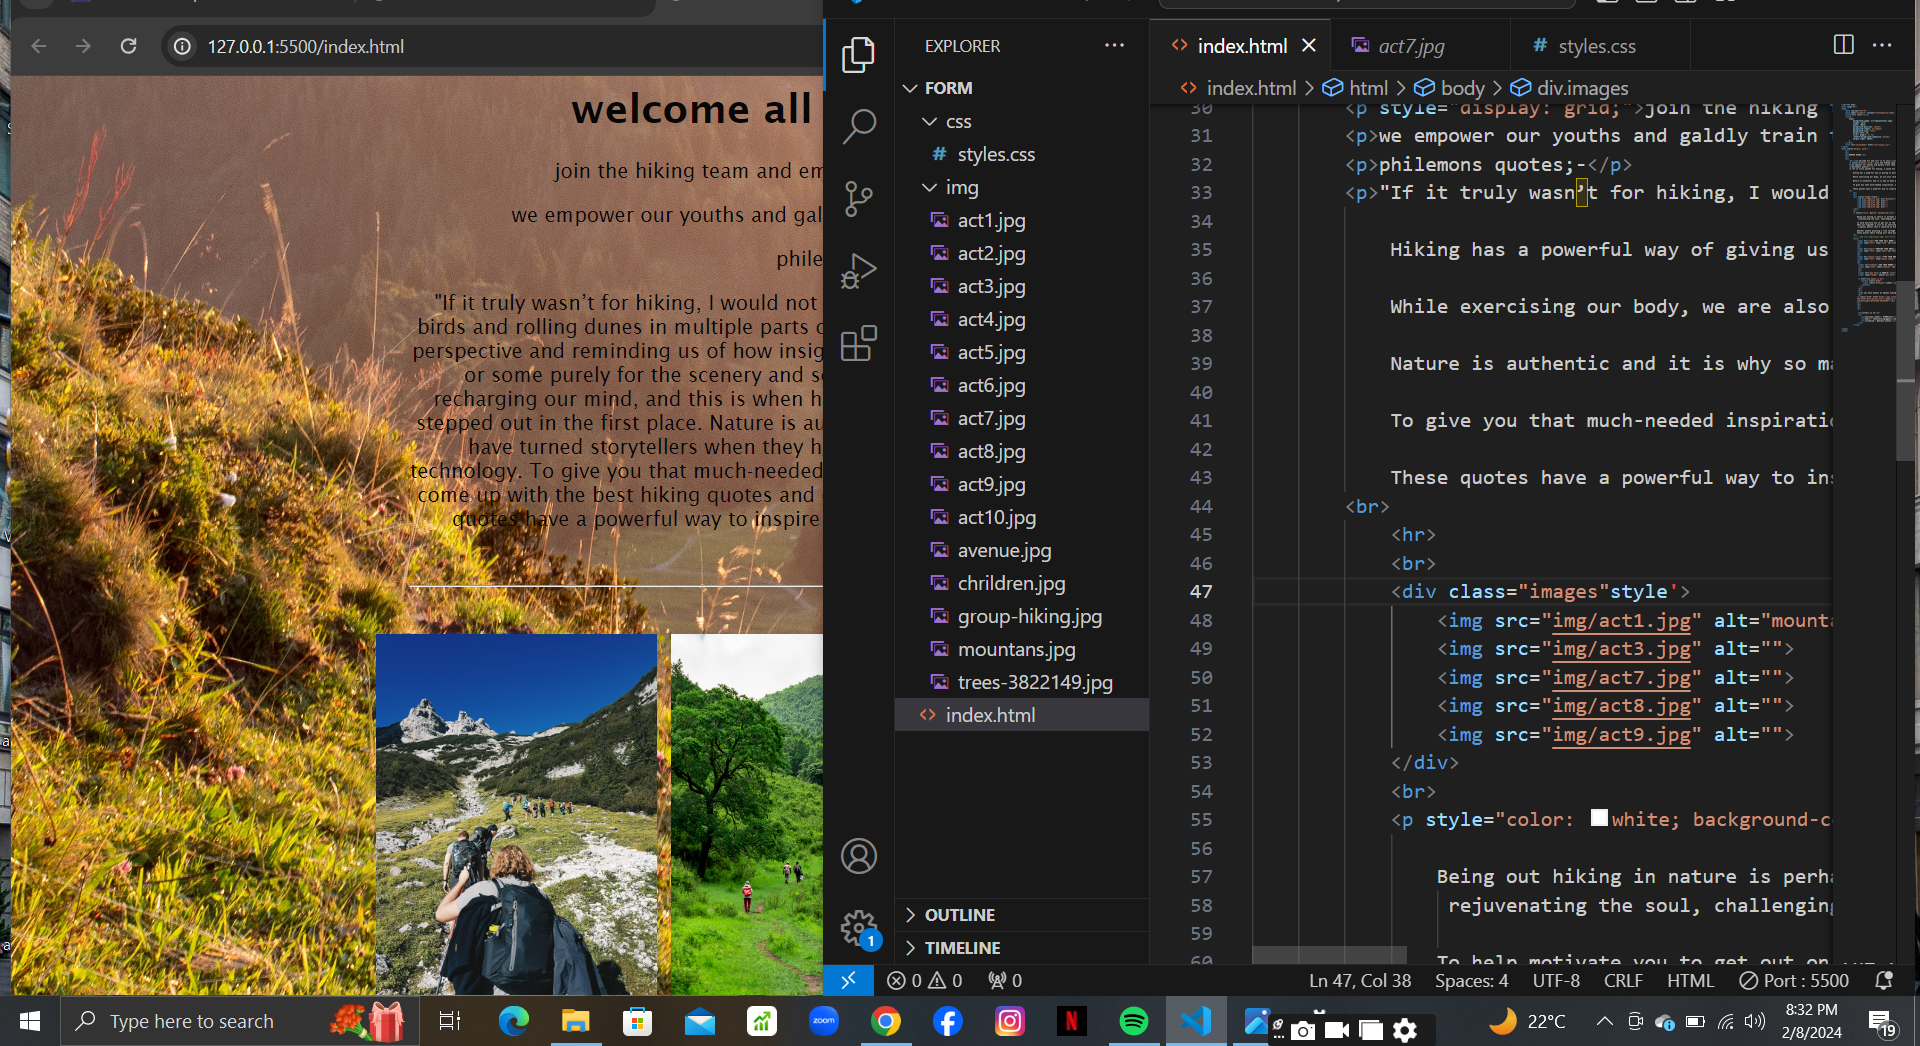 127.0.0.1:5500/index.html
welcome all
join the hiking team and em
we empower our youths and gal
phile
"If it truly wasn’t for hiking, I would not
birds and rolling dunes in multiple parts o
perspective and reminding us of how insig
or some purely for the scenery and s
recharging our mind, and this is when h
stepped out in the first place. Nature is au
have turned storytellers when they h
technology. To give you that much-needed
come up with the best hiking quotes and
quotes have a powerful way to inspire
EXPLORER
FORM
css
# styles.css
img
act1.jpg
act2.jpg
act3.jpg
act4.jpg
act5.jpg
act6.jpg
act7.jpg
act8.jpg
act9.jpg
act10.jpg
avenue.jpg
chrildren.jpg
group-hiking.jpg
mountans.jpg
trees-3822149.jpg
<> index.html
OUTLINE
TIMELINE
<> index.html act7.jpg # styles.css
<> index.html > html > body > div.images
30 <p style="display: grid;">join the hiking
31 <p>we empower our youths and galdly train
32 <p>philemons quotes;-</p>
33 <p>"If it truly wasn’t for hiking, I would
34
35 Hiking has a powerful way of giving us
36
37 While exercising our body, we are also
38
39 Nature is authentic and it is why so ma
40
41 To give you that much-needed inspiratio
42
43 These quotes have a powerful way to ins
44 <br>
45 <hr>
46 <br>
47 <div class="images"style'>
48 <img src="img/act1.jpg" alt="mounta
49 <img src="img/act3.jpg" alt="">
50 <img src="img/act7.jpg" alt="">
51 <img src="img/act8.jpg" alt="">
52 <img src="img/act9.jpg" alt="">
53 </div>
54 <br>
55 <p style="color: white; background-c
56
57 Being out hiking in nature is perha
58 rejuvenating the soul, challenging
59
60 To help motivate you to get out on
1
0 0 0
Ln 47, Col 38 Spaces: 4 UTF-8 CRLF HTML Port : 5500
Type here to search
zoom
22°C
8:32 PM
2/8/2024
19